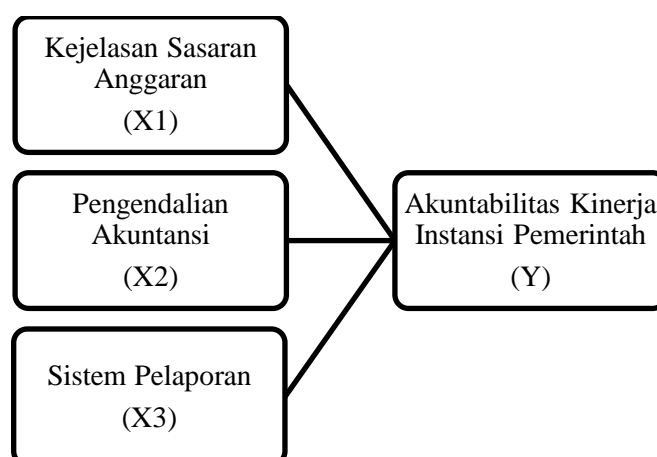 Kejelasan Sasaran
Anggaran
(X1)
Pengendalian
Akuntansi
(X2)
Sistem Pelaporan
(X3)
Akuntabilitas Kinerja
Instansi Pemerintah
(Y)